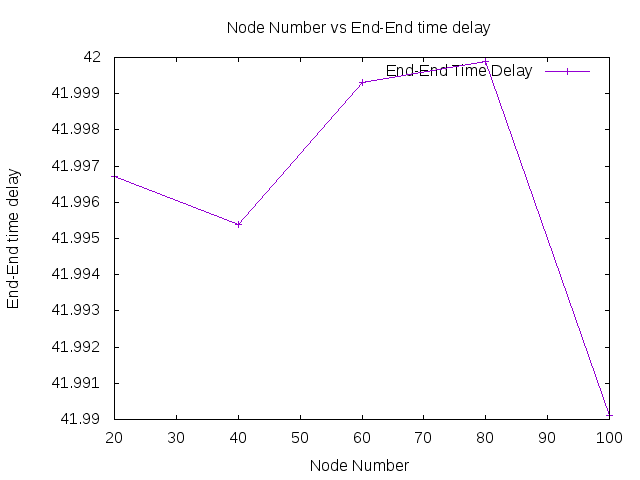 Node Number vs End-End time delay
End-End Time Delay
42
41.999
41.998
41.997
41.996
41.995
41.994
41.993
41.992
41.991
41.99
End-End time delay
20 30 40 50 60 70 80 90 100
Node Number